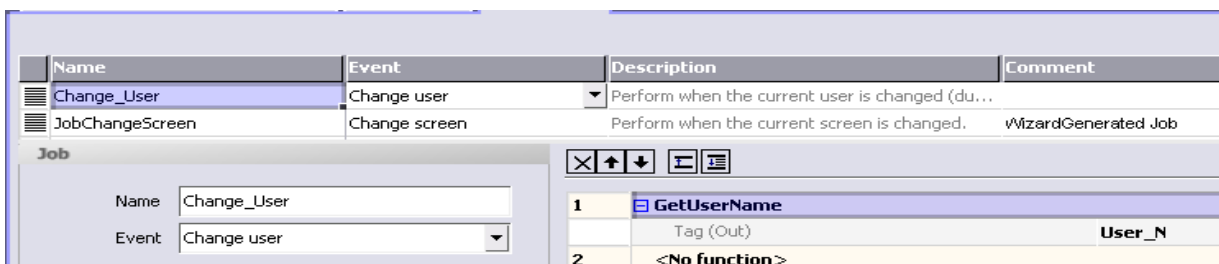 Name Event Description Comment
Change_User Change user Perform when the current user is changed (du...
JobChangeScreen Change screen Perform when the current screen is changed. WizardGenerated Job
Job
Name Change_User
Event Change user
1 GetUserName
Tag (Out) User_N
2 <No function>